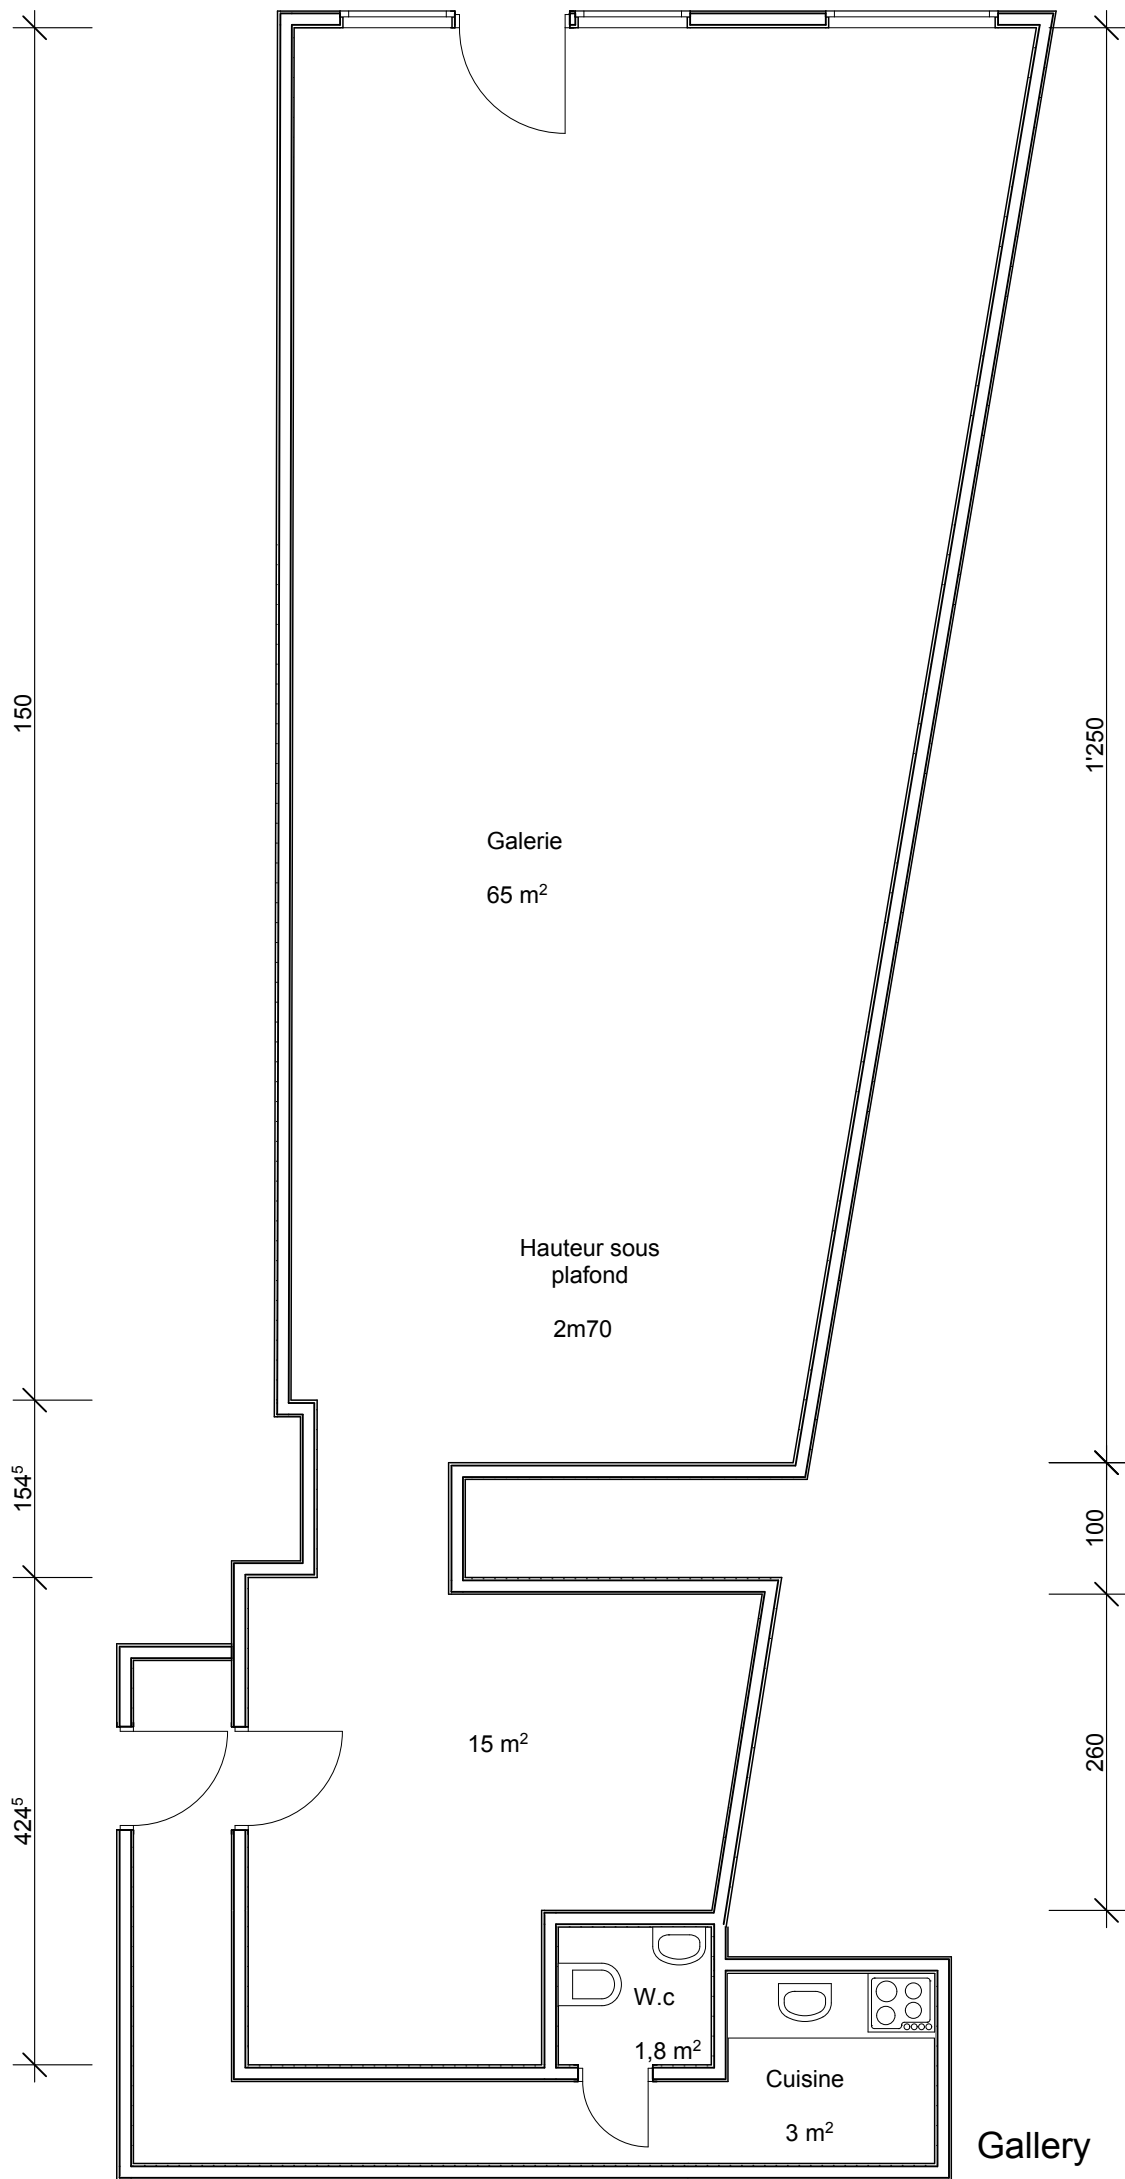 150
1'250
Galerie
65 m²
Hauteur sous
plafond
2m70
154⁵
100
15 m²
260
424⁵
W.c
1,8 m²
Cuisine
3 m²
Gallery